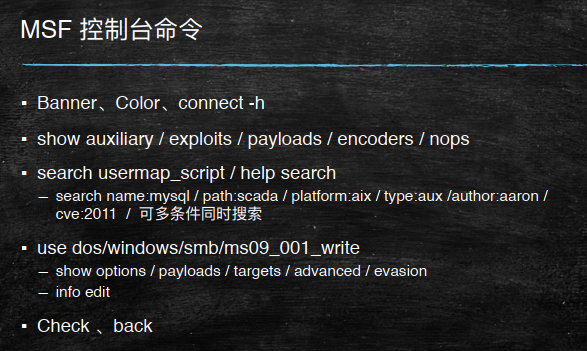 MSF 控制台命令
▪ Banner、Color、connect -h
▪ show auxiliary / exploits / payloads / encoders / nops
▪ search usermap_script / help search
– search name:mysql / path:scada / platform:aix / type:aux /author:aaron /
cve:2011 / 可多条件同时搜索
▪ use dos/windows/smb/ms09_001_write
– show options / payloads / targets / advanced / evasion
– info edit
▪ Check 、back